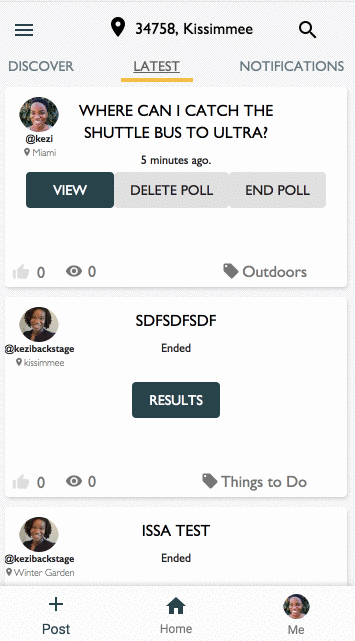 34758, Kissimmee
DISCOVER LATEST NOTIFICATIONS
WHERE CAN I CATCH THE
SHUTTLE BUS TO ULTRA?
@kezi
Miami
5 minutes ago.
VIEW DELETE POLL END POLL
0 0 Outdoors
SDFSDFSDF
@kezibackstage
Ended
kissimmee
RESULTS
0 0 Things to Do
ISSA TEST
@kezibackstage
Ended
Winter Garden
Post Home Me